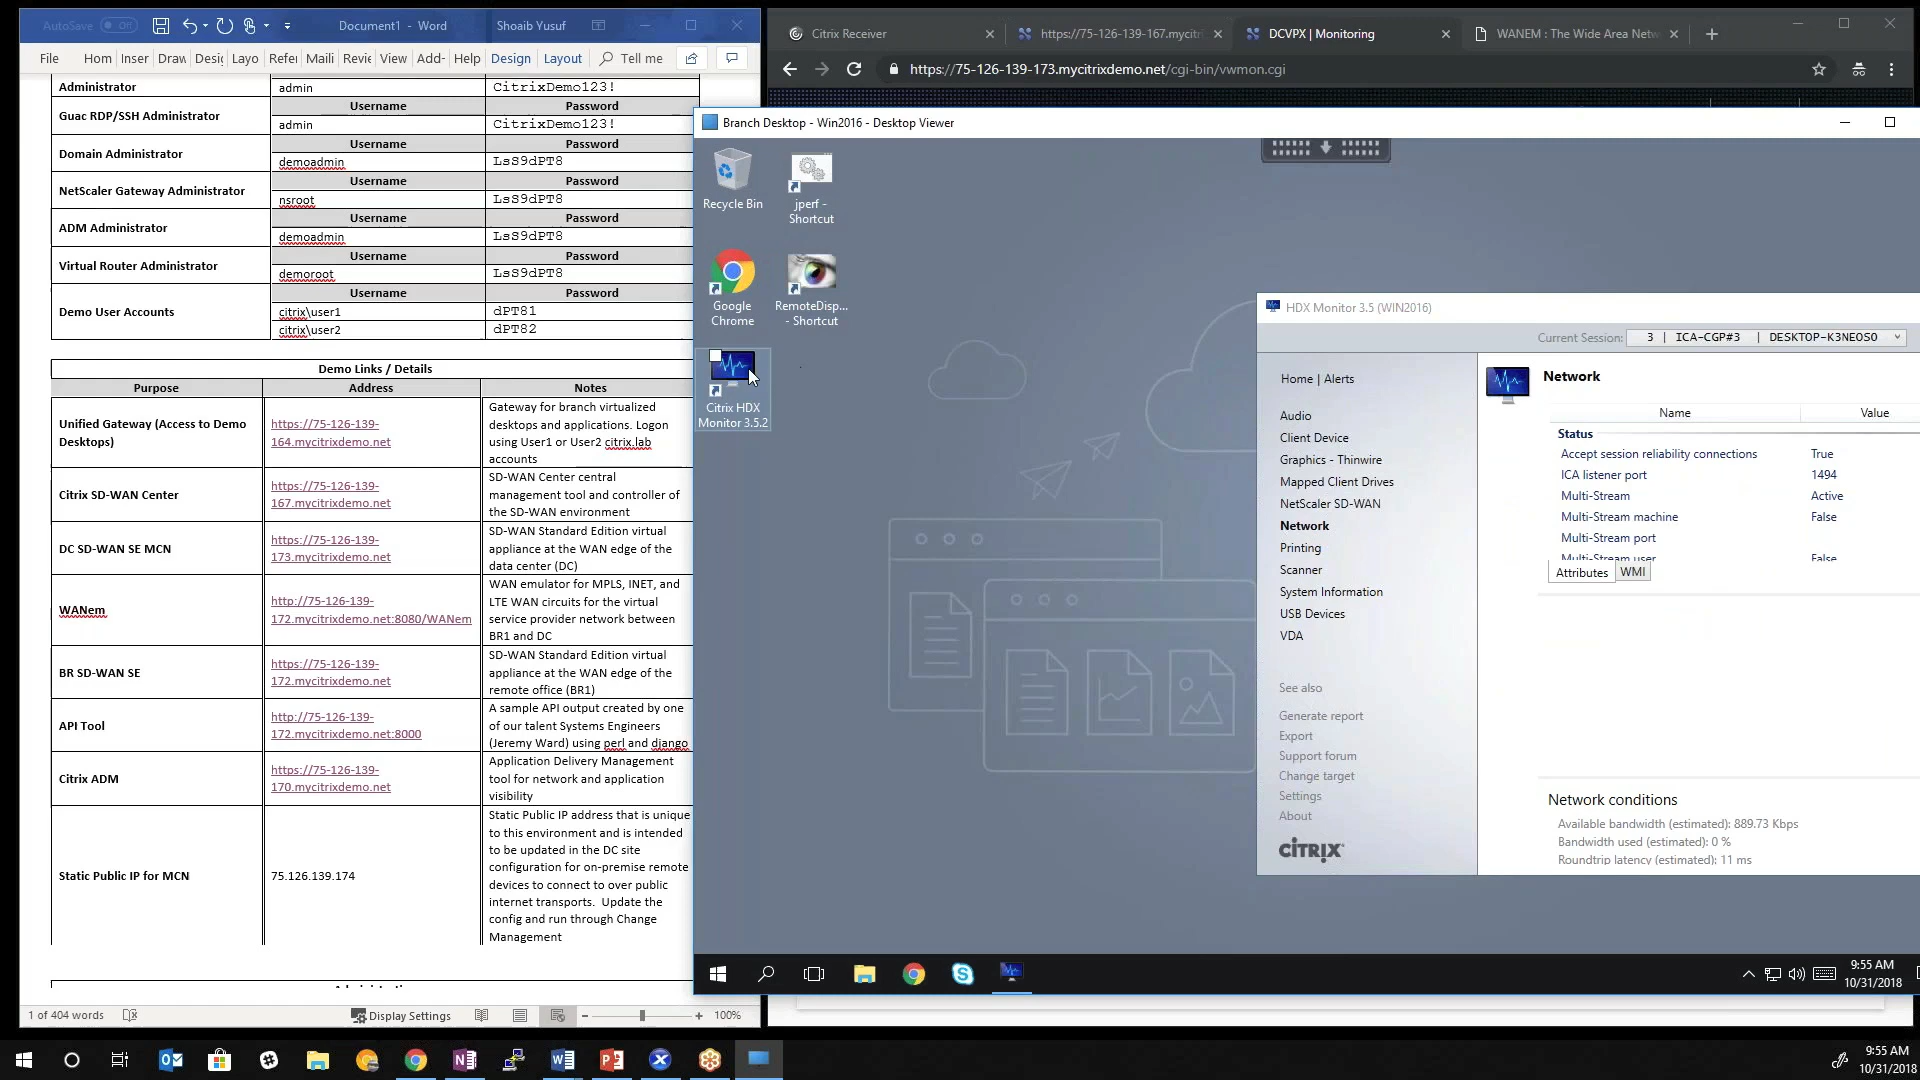 AutoSave Off Document1 - Word Shoaib Yusuf
File Hom Inser Draw Desig Layo Refer Maili Revie View Add- Help Design Layout Tell me
Administrator admin CitrixDemo123!
Username Password
Guac RDP/SSH Administrator admin CitrixDemo123!
Username Password
Domain Administrator demoadmin LsS9dPT8
Username Password
NetScaler Gateway Administrator nsroot LsS9dPT8
Username Password
ADM Administrator demoadmin LsS9dPT8
Username Password
Virtual Router Administrator demoroot LsS9dPT8
Username Password
Demo User Accounts citrix\user1 dPT81
citrix\user2 dPT82
Demo Links / Details
Purpose Address Notes
Unified Gateway (Access to Demo Desktops)
https://75-126-139-
164.mycitrixdemo.net
Gateway for branch virtualized
desktops and applications. Logon
using User1 or User2 citrix.lab
accounts
Citrix SD-WAN Center
https://75-126-139-
167.mycitrixdemo.net
SD-WAN Center central
management tool and controller of
the SD-WAN environment
DC SD-WAN SE MCN
https://75-126-139-
173.mycitrixdemo.net
SD-WAN Standard Edition virtual
appliance at the WAN edge of the
data center (DC)
WANem
http://75-126-139-
172.mycitrixdemo.net:8080/WANem
WAN emulator for MPLS, INET, and
LTE WAN circuits for the virtual
service provider network between
BR1 and DC
BR SD-WAN SE
https://75-126-139-
172.mycitrixdemo.net
SD-WAN Standard Edition virtual
appliance at the WAN edge of the
remote office (BR1)
API Tool
http://75-126-139-
172.mycitrixdemo.net:8000
A sample API output created by one
of our talent Systems Engineers
(Jeremy Ward) using perl and django
Citrix ADM
https://75-126-139-
170.mycitrixdemo.net
Application Delivery Management
tool for network and application
visibility
Static Public IP for MCN
75.126.139.174
Static Public IP address that is unique
to this environment and is intended
to be updated in the DC site
configuration for on-premise remote
devices to connect to over public
internet transports. Update the
config and run through Change
Management
1 of 404 words Display Settings 100%
Citrix Receiver https://75-126-139-167.mycitri DCVPX | Monitoring WANEM : The Wide Area Netw
https://75-126-139-173.mycitrixdemo.net/cgi-bin/vwmon.cgi
Branch Desktop - Win2016 - Desktop Viewer
Recycle Bin
jperf -
Shortcut
Google
Chrome
RemoteDisp...
- Shortcut
Citrix HDX
Monitor 3.5.2
HDX Monitor 3.5 (WIN2016)
Current Session: 3 | ICA-CGP#3 | DESKTOP-K3NEOSO
Home | Alerts
Audio
Client Device
Graphics - Thinwire
Mapped Client Drives
NetScaler SD-WAN
Network
Printing
Scanner
System Information
USB Devices
VDA
See also
Generate report
Export
Support forum
Change target
Settings
About
CITRIX
Network
Name Value
Status
Accept session reliability connections True
ICA listener port 1494
Multi-Stream Active
Multi-Stream machine False
Multi-Stream port
Multi-Stream user False
Attributes WMI
Network conditions
Available bandwidth (estimated): 889.73 Kbps
Bandwidth used (estimated): 0 %
Roundtrip latency (estimated): 11 ms
9:55 AM
10/31/2018
9:55 AM
10/31/2018